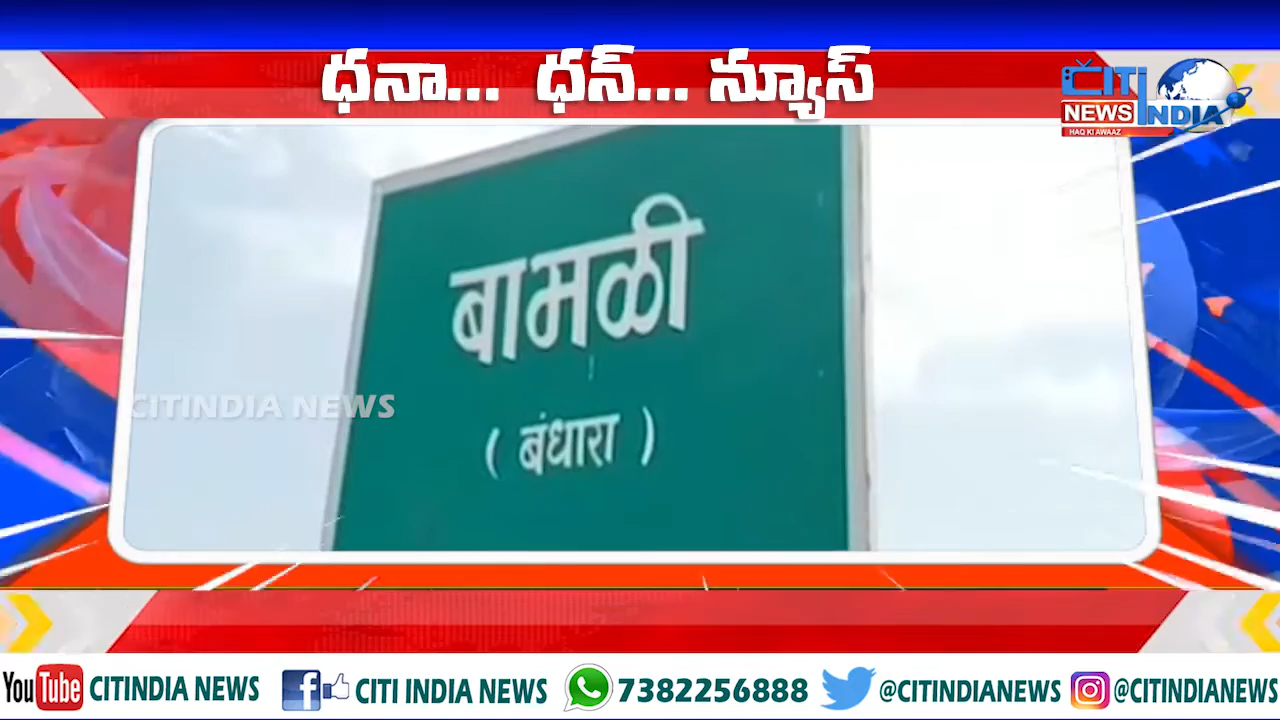 ధనా... ధన్... న్యూస్
CITI
NEWS INDIA
HAQ KI AWAAZ
बामळी
( बंधारा )
CITINDIA NEWS
YouTube CITINDIA NEWS CITI INDIA NEWS 7382256888 @CITINDIANEWS @CITINDIANEWS